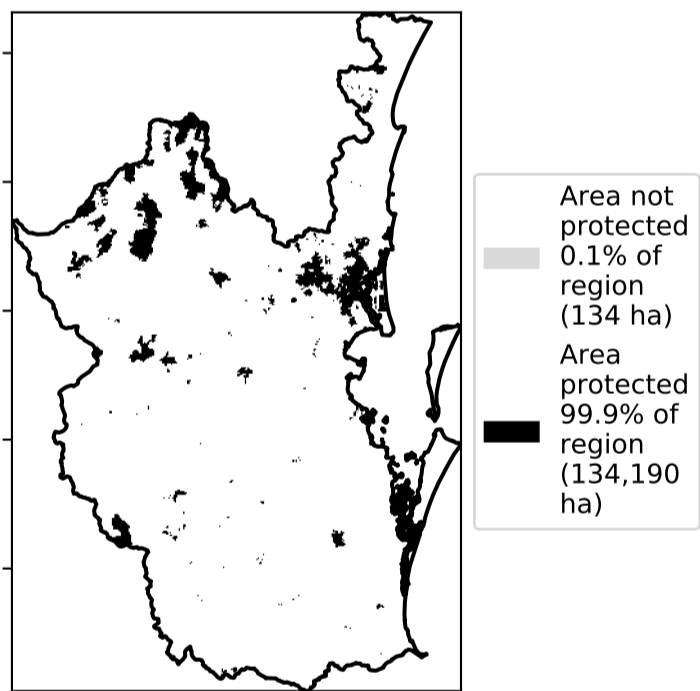 Area not
protected
0.1% of
region
(134 ha)
Area
protected
99.9% of
region
(134,190
ha)